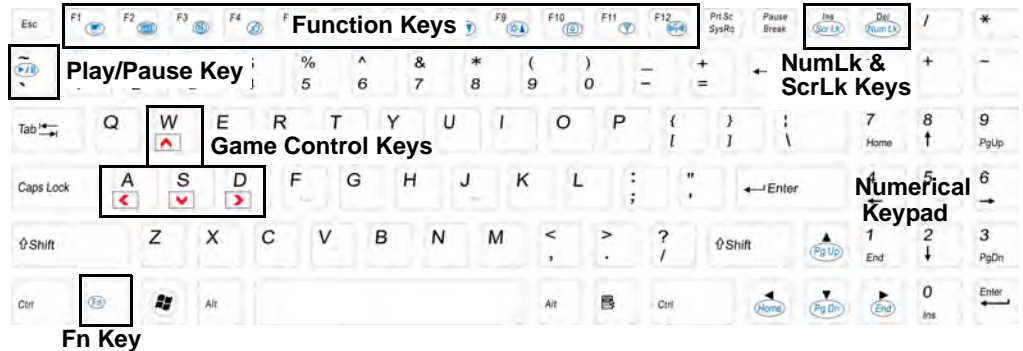 Esc F1 F2 F3 F4 F Function Keys F9 F10 F11 F12 Prt Sc SysRq Pause Break Ins Scr Lk Del Num Lk / *
~ ` Play/Pause Key % 5 ^ 6 & 7 * 8 ( 9 ) 0 _ - + = ← NumLk & ScrLk Keys + -
Tab Q W E R T Y U I O P { [ } ] | \ 7 Home 8 ↑ 9 PgUp
Game Control Keys
Caps Lock A S D F G H J K L : ; " ' Enter 4 ← 5 6 →
Numerical Keypad
Shift Z X C V B N M < , > . ? / Shift Pg Up 1 End 2 ↓ 3 PgDn
Ctrl Fn Alt Alt Ctrl Home Pg Dn End 0 Ins Enter
Fn Key